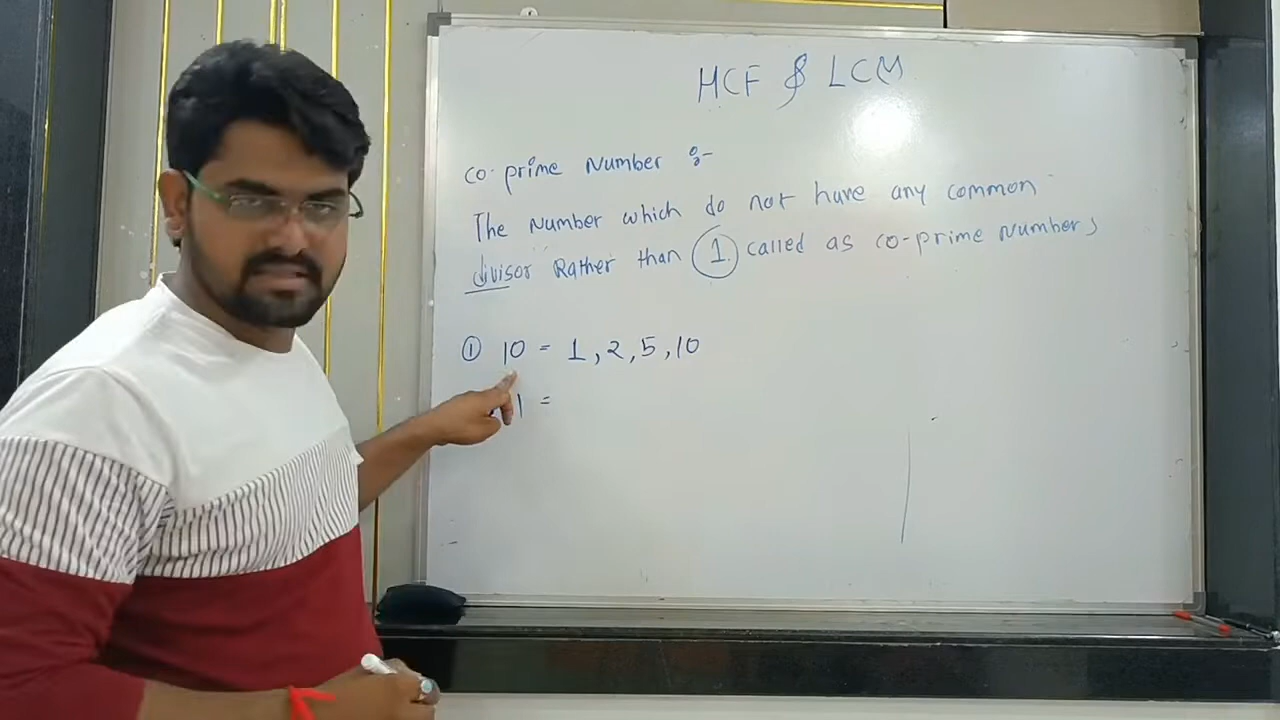 HCF & LCM
co-prime Number :-
The Number which do not have any common
divisor Rather than 1 called as co-prime Numbers
① 10 = 1, 2, 5, 10
1 =